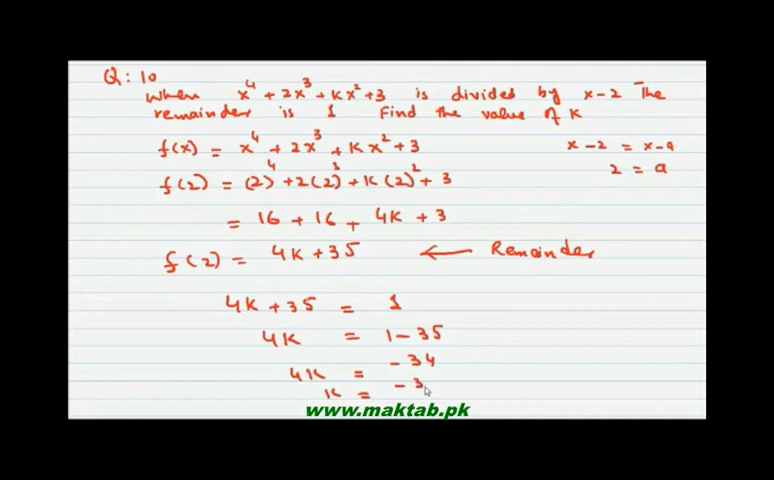 Q: 10
When x⁴ + 2x³ + Kx² + 3 is divided by x-2 The
remainder is 1 Find the value of K
f(x) = x⁴ + 2x³ + Kx² + 3
x-2 = x-a
f(2) = (2)⁴ + 2(2)³ + K(2)² + 3
2 = a
= 16 + 16 + 4K + 3
f(2) = 4K + 35 ← Remainder
4K + 35 = 1
4K = 1 - 35
4K = -34
K = -3
www.maktab.pk